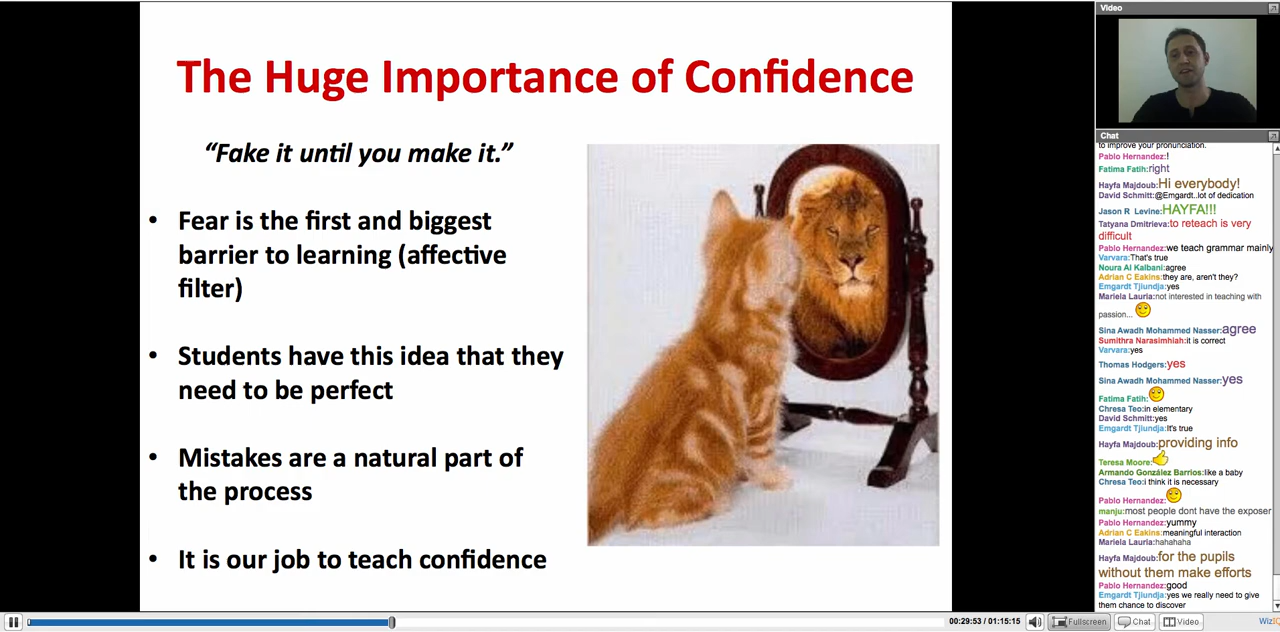 The Huge Importance of Confidence
“Fake it until you make it.”
• Fear is the first and biggest
barrier to learning (affective
filter)
• Students have this idea that they
need to be perfect
• Mistakes are a natural part of
the process
• It is our job to teach confidence
Video
Chat
to improve your pronunciation.
Pablo Hernandez:!
Fatima Fatih:right
Hayfa Majdoub:Hi everybody!
David Schmitt:@Emgardt..lot of dedication
Jason R Levine:HAYFA!!!
Tatyana Dmitrieva:to reteach is very
difficult
Pablo Hernandez:we teach grammar mainly
Varvara:That's true
Noura Al Kalbani:agree
Adrian C Eakins:they are, aren't they?
Emgardt Tjiundja:yes
Mariela Lauria:not interested in teaching with
passion...
Sina Awadh Mohammed Nasser:agree
Sumithra Narasimhiah:it is correct
Varvara:yes
Thomas Hodgers:yes
Sina Awadh Mohammed Nasser:yes
Fatima Fatih:
Chresa Teo:in elementary
David Schmitt:yes
Emgardt Tjiundja:It's true
Hayfa Majdoub:providing info
Teresa Moore:
Armando González Barrios:like a baby
Chresa Teo:i think it is necessary
Pablo Hernandez:
manju:most people dont have the exposer
Pablo Hernandez:yummy
Adrian C Eakins:meaningful interaction
Mariela Lauria:hahahaha
Hayfa Majdoub:for the pupils
without them make efforts
Pablo Hernandez:good
Emgardt Tjiundja:yes we really need to give
them chance to discover
00:29:53 / 01:15:15 Fullscreen Chat Video WizIQ